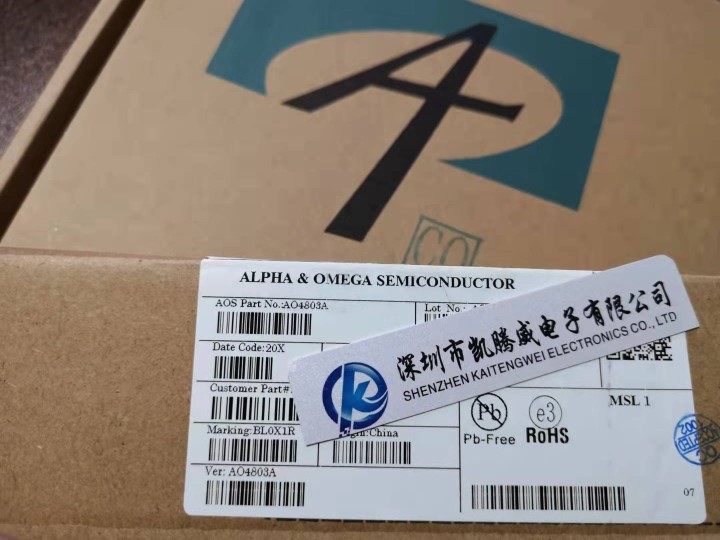 CQ
ALPHA & OMEGA SEMICONDUCTOR
AOS Part No.:AO4803A
Lot No.:
Date Code:20X
Customer Part#:
Marking:BL0X1R
China
Ver: AO4803A
深圳市凯腾威电子有限公司
SHENZHEN KAITENGWEI ELECTRONICS CO.,LTD
Pb
Pb-Free
e3
RoHS
MSL 1
07